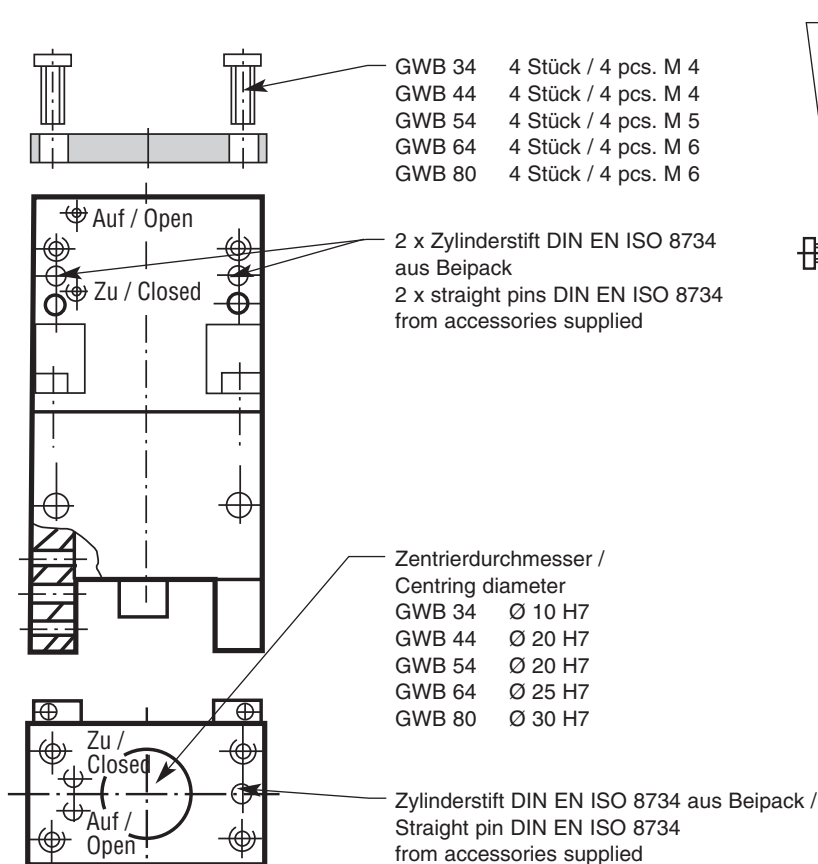 GWB 34 4 Stück / 4 pcs. M 4
GWB 44 4 Stück / 4 pcs. M 4
GWB 54 4 Stück / 4 pcs. M 5
GWB 64 4 Stück / 4 pcs. M 6
GWB 80 4 Stück / 4 pcs. M 6
Auf / Open
Zu / Closed
2 x Zylinderstift DIN EN ISO 8734
aus Beipack
2 x straight pins DIN EN ISO 8734
from accessories supplied
Zentrierdurchmesser /
Centring diameter
GWB 34 Ø 10 H7
GWB 44 Ø 20 H7
GWB 54 Ø 20 H7
GWB 64 Ø 25 H7
GWB 80 Ø 30 H7
Zu /
Closed
Auf /
Open
Zylinderstift DIN EN ISO 8734 aus Beipack /
Straight pin DIN EN ISO 8734
from accessories supplied